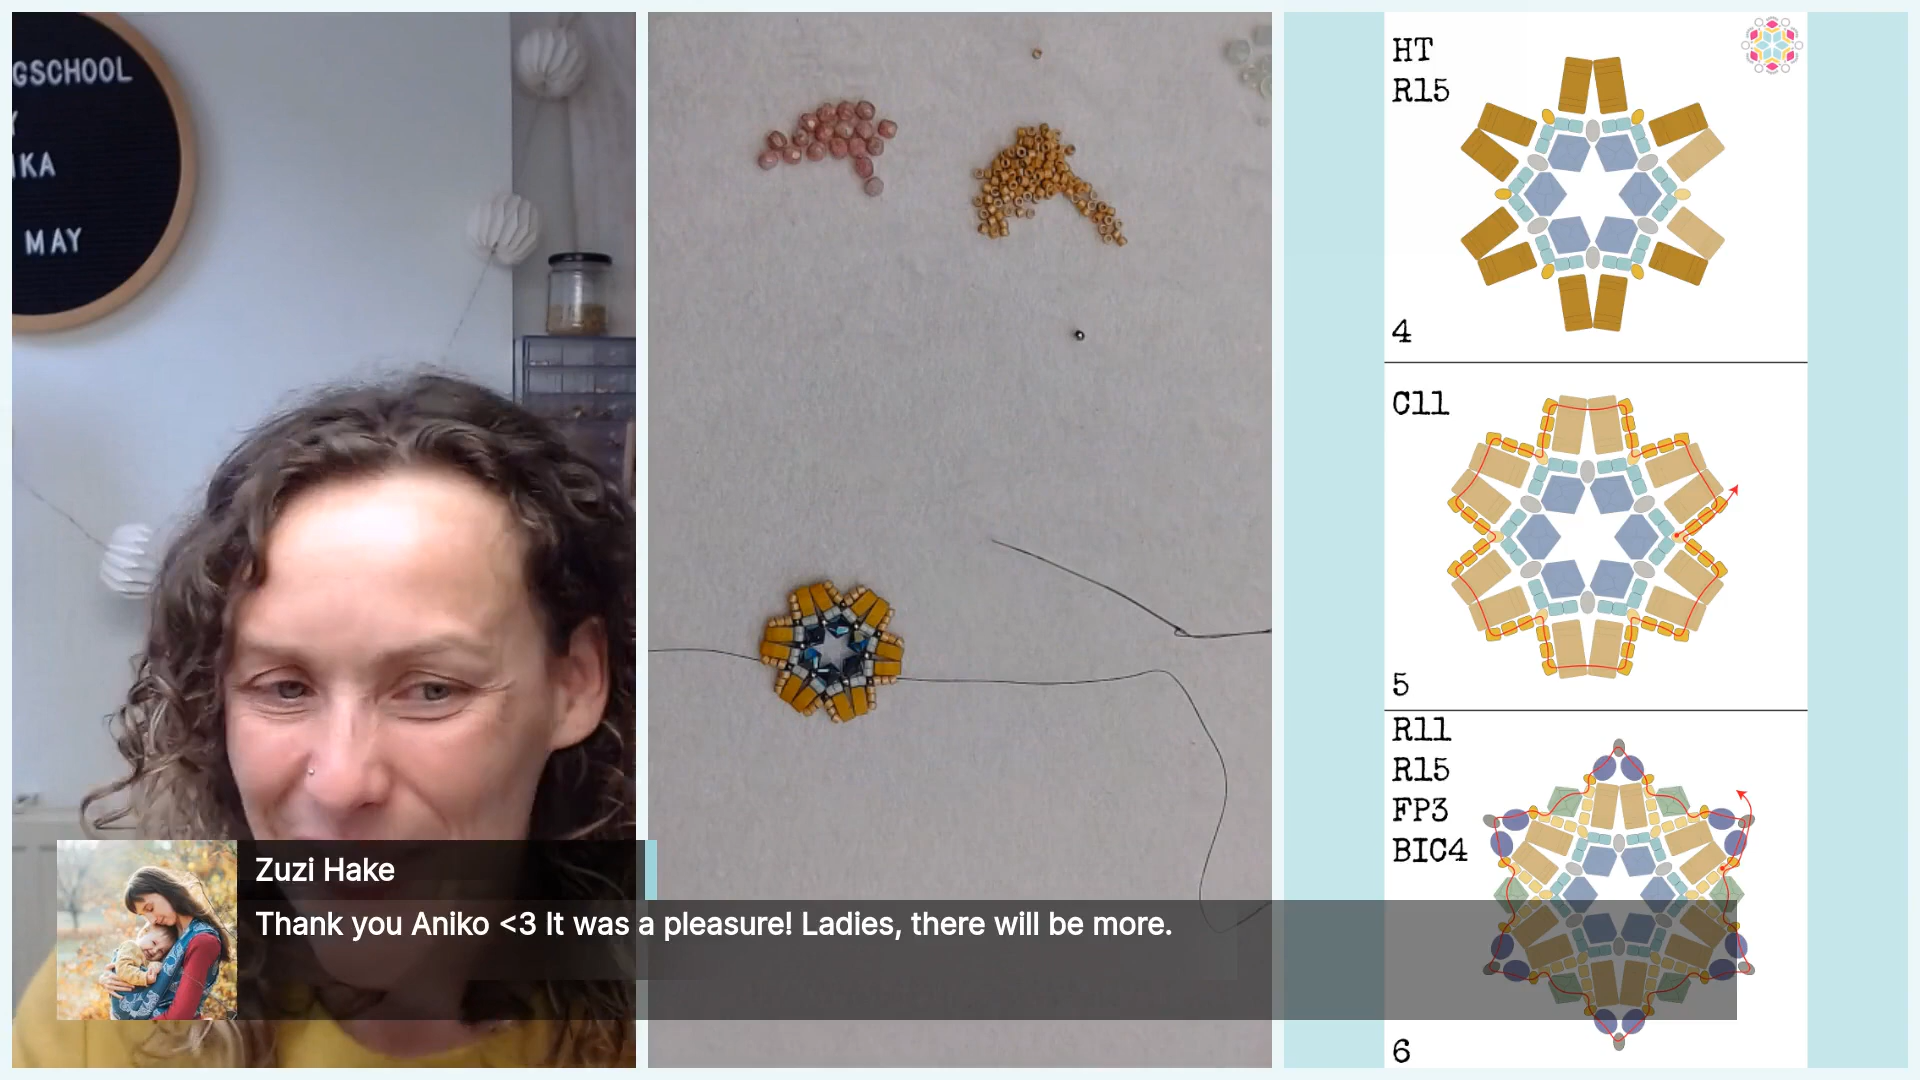 GSCHOOL
Y
IKA
MAY
HT
R15
4
C11
5
R11
R15
FP3
BIC4
6
Zuzi Hake
Thank you Aniko <3 It was a pleasure! Ladies, there will be more.